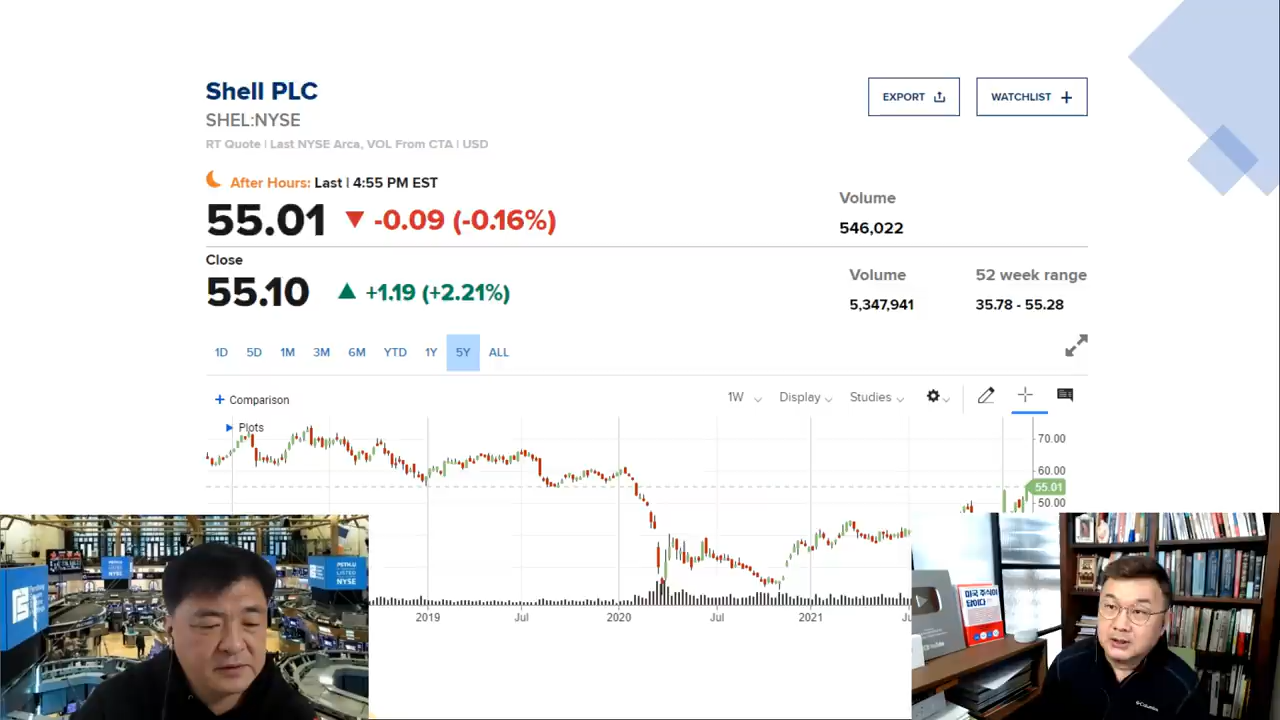 Shell PLC
SHEL:NYSE
RT Quote | Last NYSE Arca, VOL From CTA | USD
EXPORT
WATCHLIST +
After Hours: Last | 4:55 PM EST
55.01 ▼ -0.09 (-0.16%)
Volume
546,022
Close
55.10 ▲ +1.19 (+2.21%)
Volume
5,347,941
52 week range
35.78 - 55.28
1D 5D 1M 3M 6M YTD 1Y 5Y ALL
+ Comparison
1W Display Studies
Plots
70.00
60.00
55.01
50.00
2019 Jul 2020 Jul 2021
NYSE
NYSE
미국 주식이
답이다
Columbia